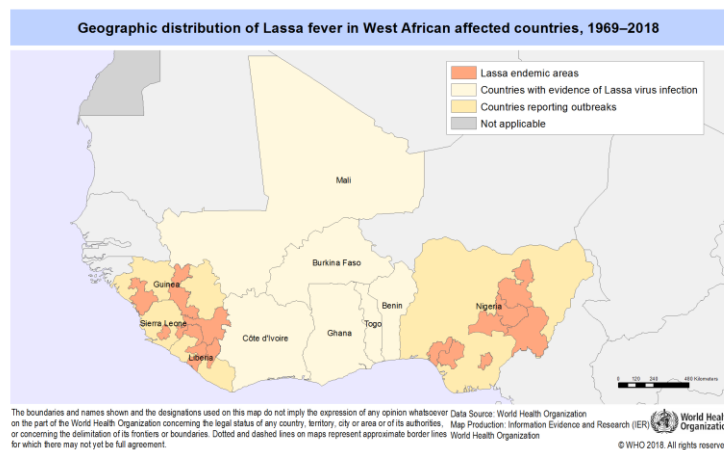 Geographic distribution of Lassa fever in West African affected countries, 1969–2018
Lassa endemic areas
Countries with evidence of Lassa virus infection
Countries reporting outbreaks
Not applicable
Mali
Burkina Faso
Guinea
Benin
Nigeria
Sierra Leone
Togo
Ghana
Côte d'Ivoire
Liberia
0 120 240 480 Kilometers
The boundaries and names shown and the designations used on this map do not imply the expression of any opinion whatsoever
on the part of the World Health Organization concerning the legal status of any country, territory, city or area or of its authorities,
or concerning the delimitation of its frontiers or boundaries. Dotted and dashed lines on maps represent approximate border lines
for which there may not yet be full agreement.
Data Source: World Health Organization
Map Production: Information Evidence and Research (IER)
World Health Organization
World Heal
Organizatio
© WHO 2018. All rights reserve